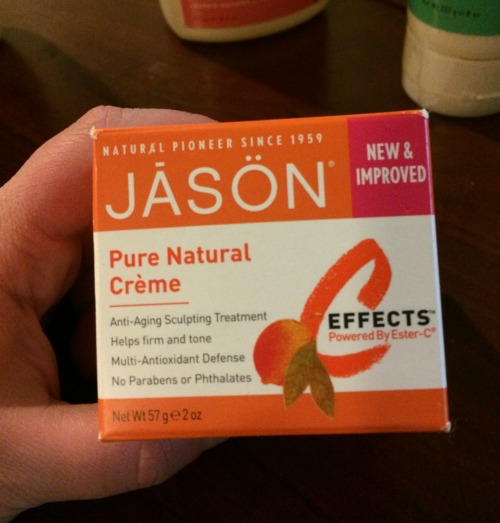 NATURAL PIONEER SINCE 1959
JĀSÖN®
NEW &
IMPROVED
Pure Natural
Crème
Anti-Aging Sculpting Treatment
Helps firm and tone
Multi-Antioxidant Defense
No Parabens or Phthalates
C
EFFECTS™
Powered By Ester-C®
Net Wt 57g ℮ 2 oz